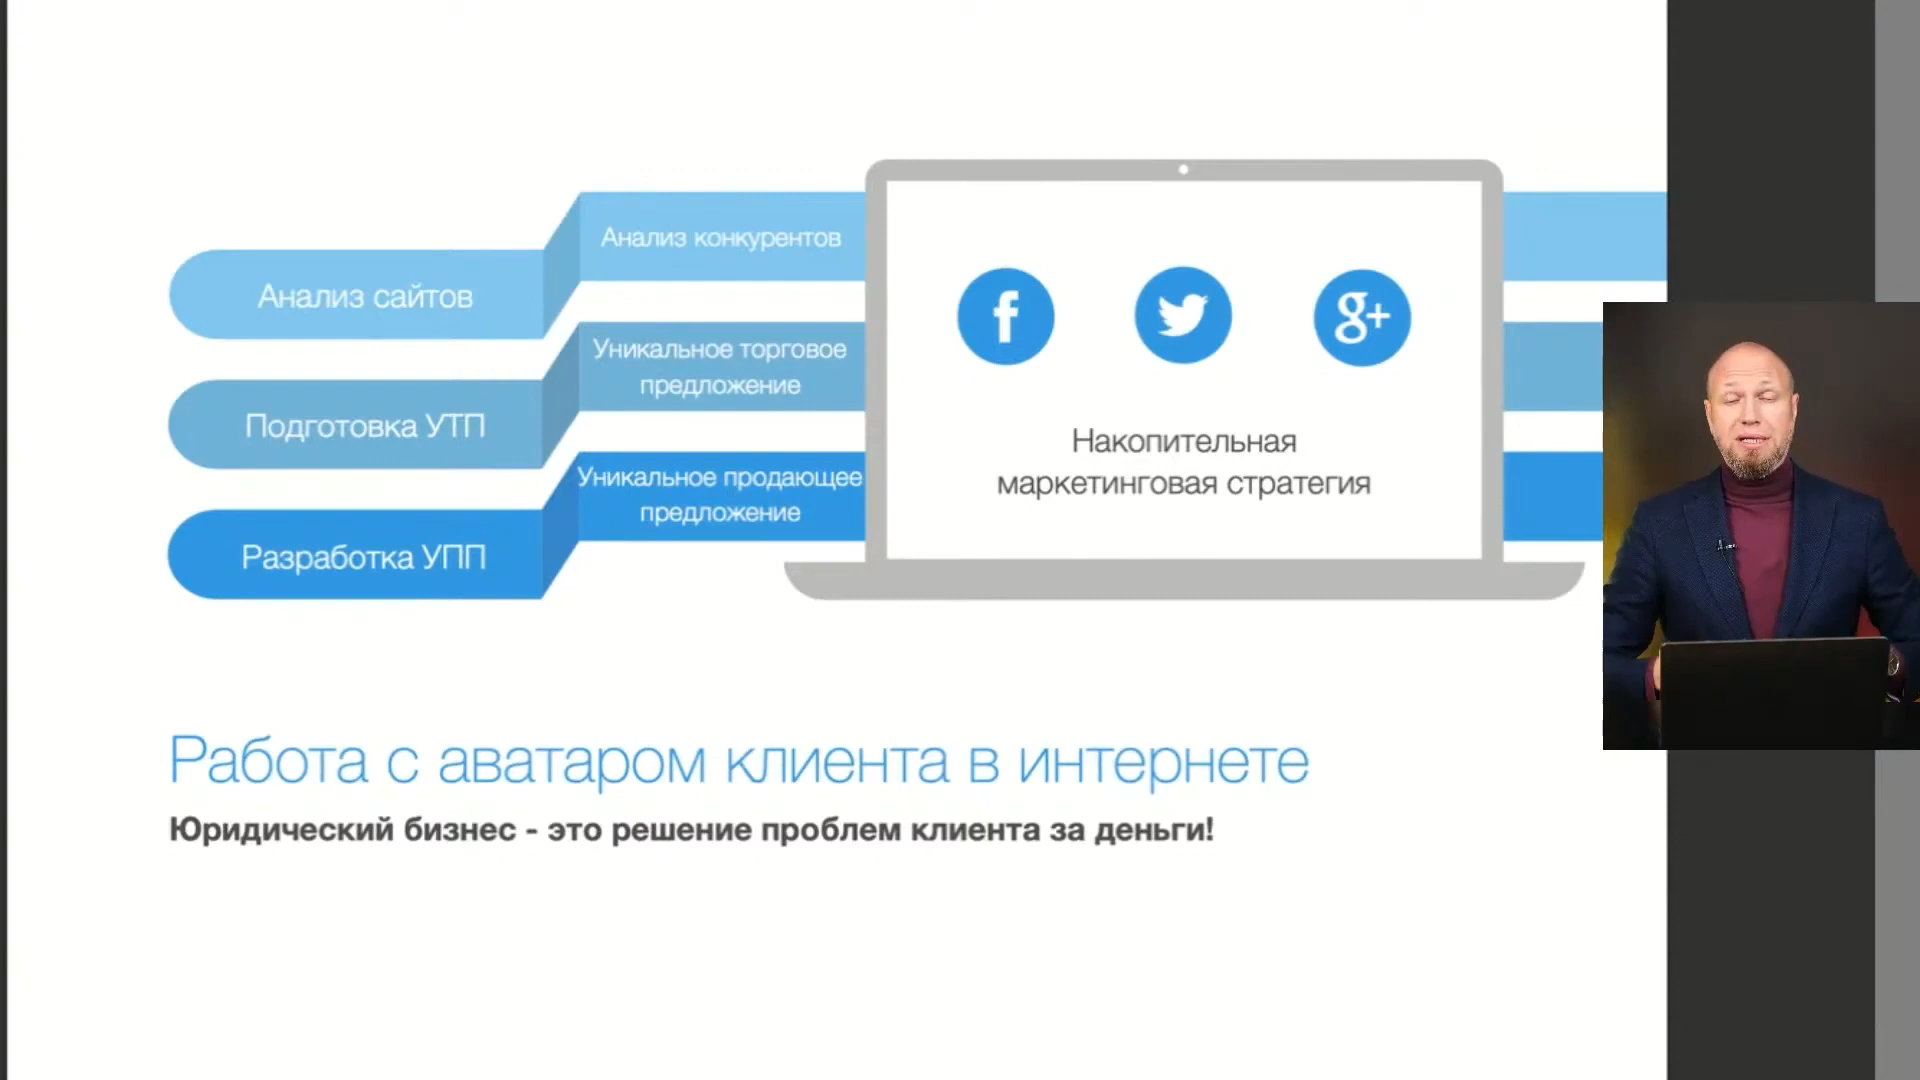 Анализ сайтов
Анализ конкурентов
Подготовка УТП
Уникальное торговое
предложение
Разработка УПП
Уникальное продающее
предложение
f
g+
Накопительная
маркетинговая стратегия
Работа с аватаром клиента в интернете
Юридический бизнес - это решение проблем клиента за деньги!